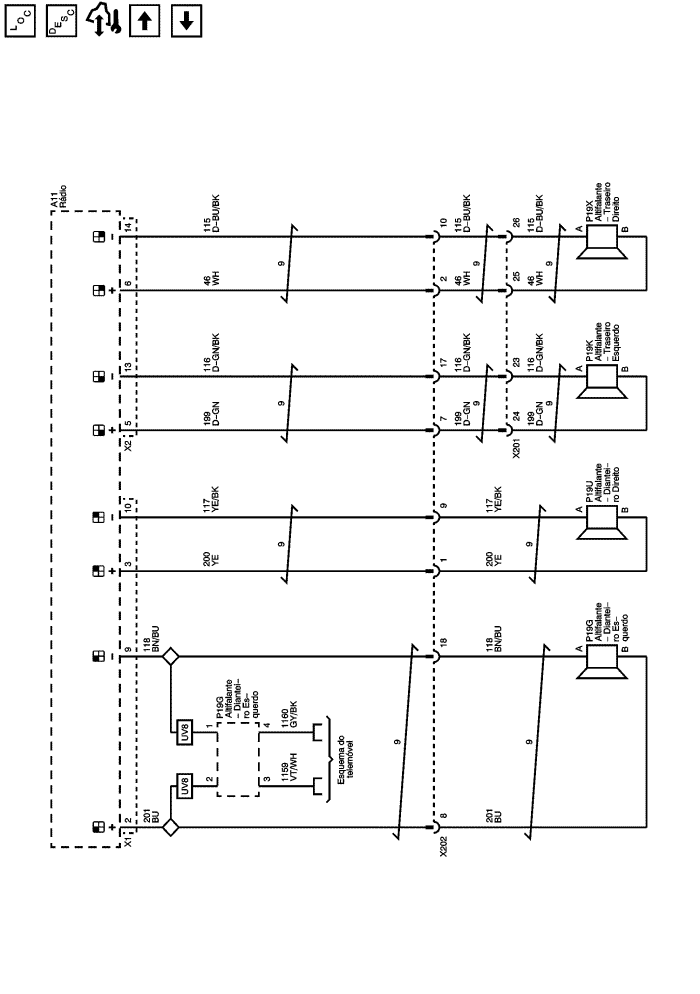 LOC
DESC
A11
Rádio
X1
2
+
201
BU
9
–
118
BN/BU
3
+
200
YE
10
–
117
YE/BK
X2
5
+
199
D–GN
13
–
116
D–GN/BK
6
+
46
WH
14
–
115
D–BU/BK
UV8
UV8
2
1
P19G
Altifalante
– Diantei–
ro Es–
querdo
3
4
1159
VT/WH
1160
GY/BK
Esquema do
telemóvel
9
9
9
9
X202
8
201
BU
18
118
BN/BU
1
200
YE
9
117
YE/BK
7
199
D–GN
17
116
D–GN/BK
2
46
WH
10
115
D–BU/BK
9
9
9
9
X201
24
199
D–GN
23
116
D–GN/BK
25
46
WH
26
115
D–BU/BK
9
9
A
B
P19G
Altifalante
– Diantei–
ro Es–
querdo
A
B
P19U
Altifalante
– Diantei–
ro Direito
A
B
P19K
Altifalante
– Traseiro
Esquerdo
A
B
P19X
Altifalante
– Traseiro
Direito